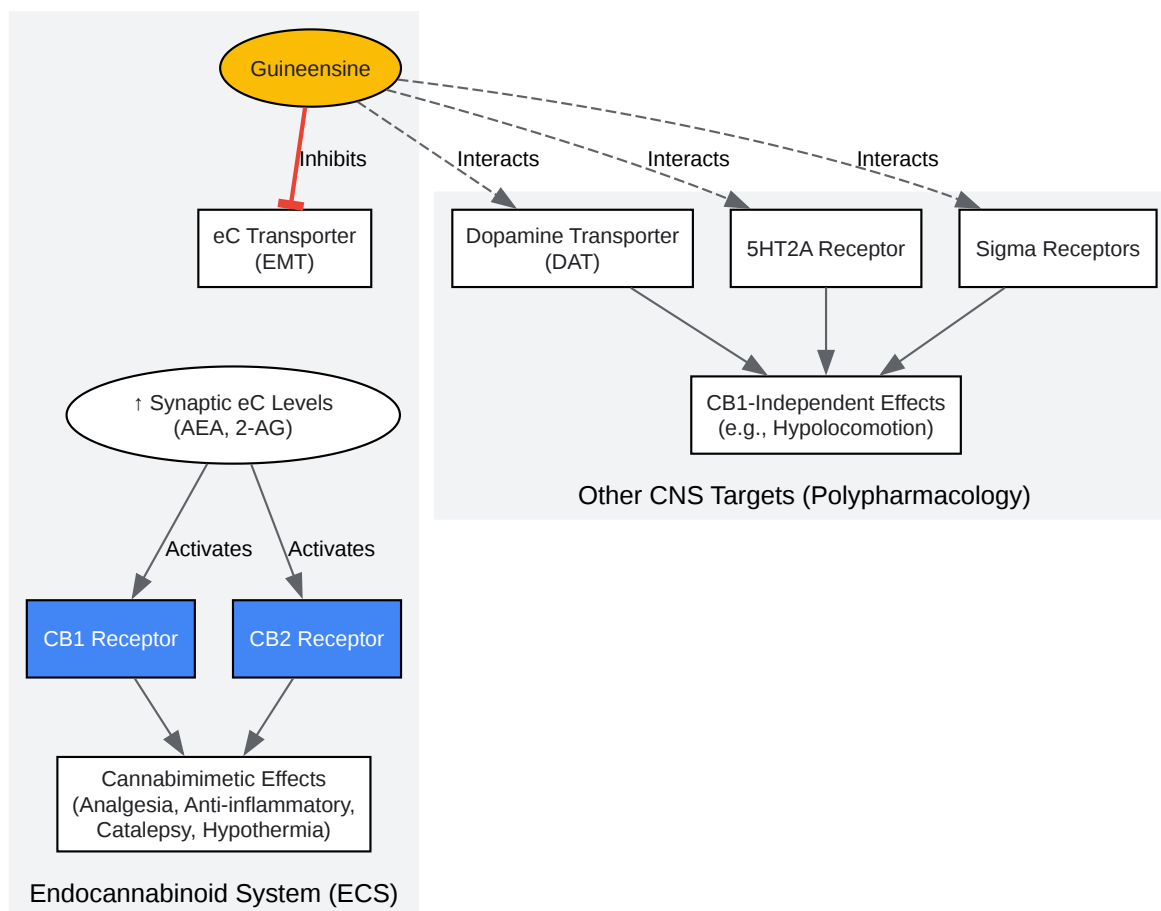 Guineensine
Inhibits
Interacts
Interacts
Interacts
eC Transporter
(EMT)
Dopamine Transporter
(DAT)
5HT2A Receptor
Sigma Receptors
↑ Synaptic eC Levels
(AEA, 2-AG)
CB1-Independent Effects
(e.g., Hypolocomotion)
Other CNS Targets (Polypharmacology)
Activates
Activates
CB1 Receptor
CB2 Receptor
Cannabimimetic Effects
(Analgesia, Anti-inflammatory,
Catalepsy, Hypothermia)
Endocannabinoid System (ECS)